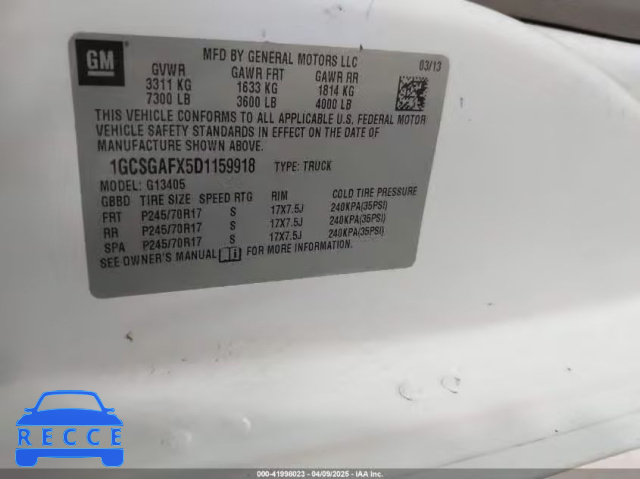 GM
MFD BY GENERAL MOTORS LLC
03/13
GVWR GAWR FRT GAWR RR
3311 KG 1633 KG 1814 KG
7300 LB 3600 LB 4000 LB
THIS VEHICLE CONFORMS TO ALL APPLICABLE U.S. FEDERAL MOTOR
VEHICLE SAFETY STANDARDS IN EFFECT ON THE DATE OF
MANUFACTURE SHOWN ABOVE.
1GCSGAFX5D1159918 TYPE: TRUCK
MODEL: G13405
GBBD TIRE SIZE SPEED RTG RIM COLD TIRE PRESSURE
FRT P245/70R17 S 17X7.5J 240KPA(35PSI)
RR P245/70R17 S 17X7.5J 240KPA(35PSI)
SPA P245/70R17 S 17X7.5J 240KPA(35PSI)
SEE OWNER'S MANUAL i FOR MORE INFORMATION.
RECCE
000-41996023 - 04/09/2025 - IAA Inc.